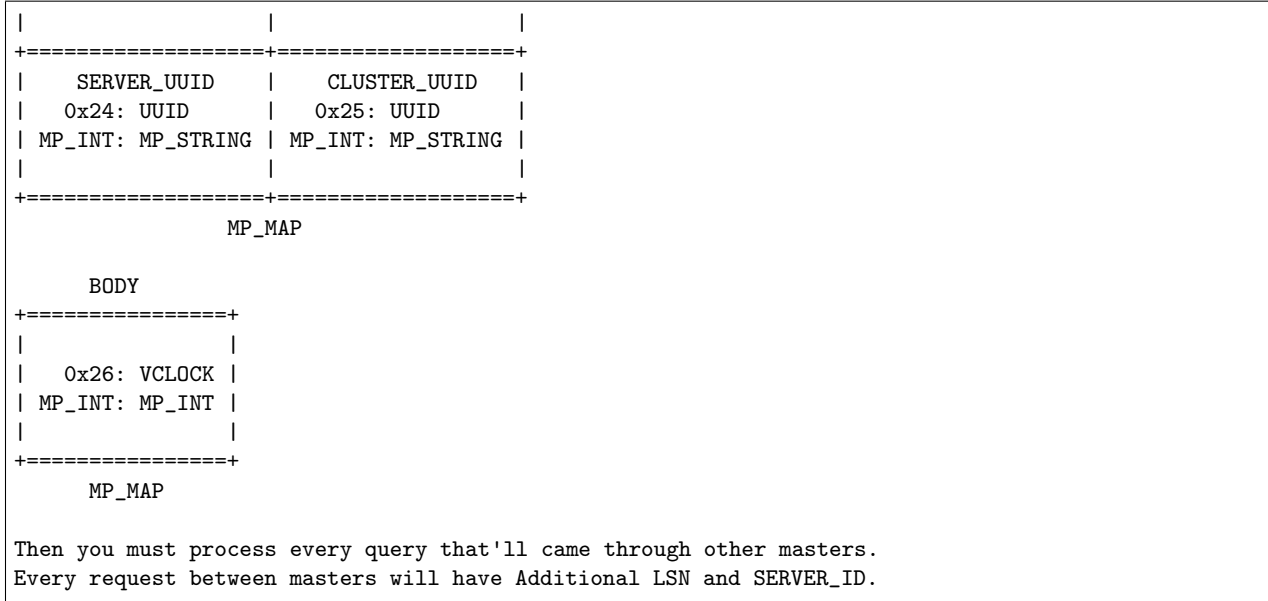 |                   |                   |
+===================+===================+
|     SERVER_UUID    |    CLUSTER_UUID   |
|   0x24: UUID      |   0x25: UUID      |
| MP_INT: MP_STRING | MP_INT: MP_STRING |
|                   |                   |
+===================+===================+
                 MP_MAP

      BODY
+================+
|                |
|   0x26: VCLOCK |
| MP_INT: MP_INT |
|                |
+================+
      MP_MAP

Then you must process every query that'll came through other masters.
Every request between masters will have Additional LSN and SERVER_ID.